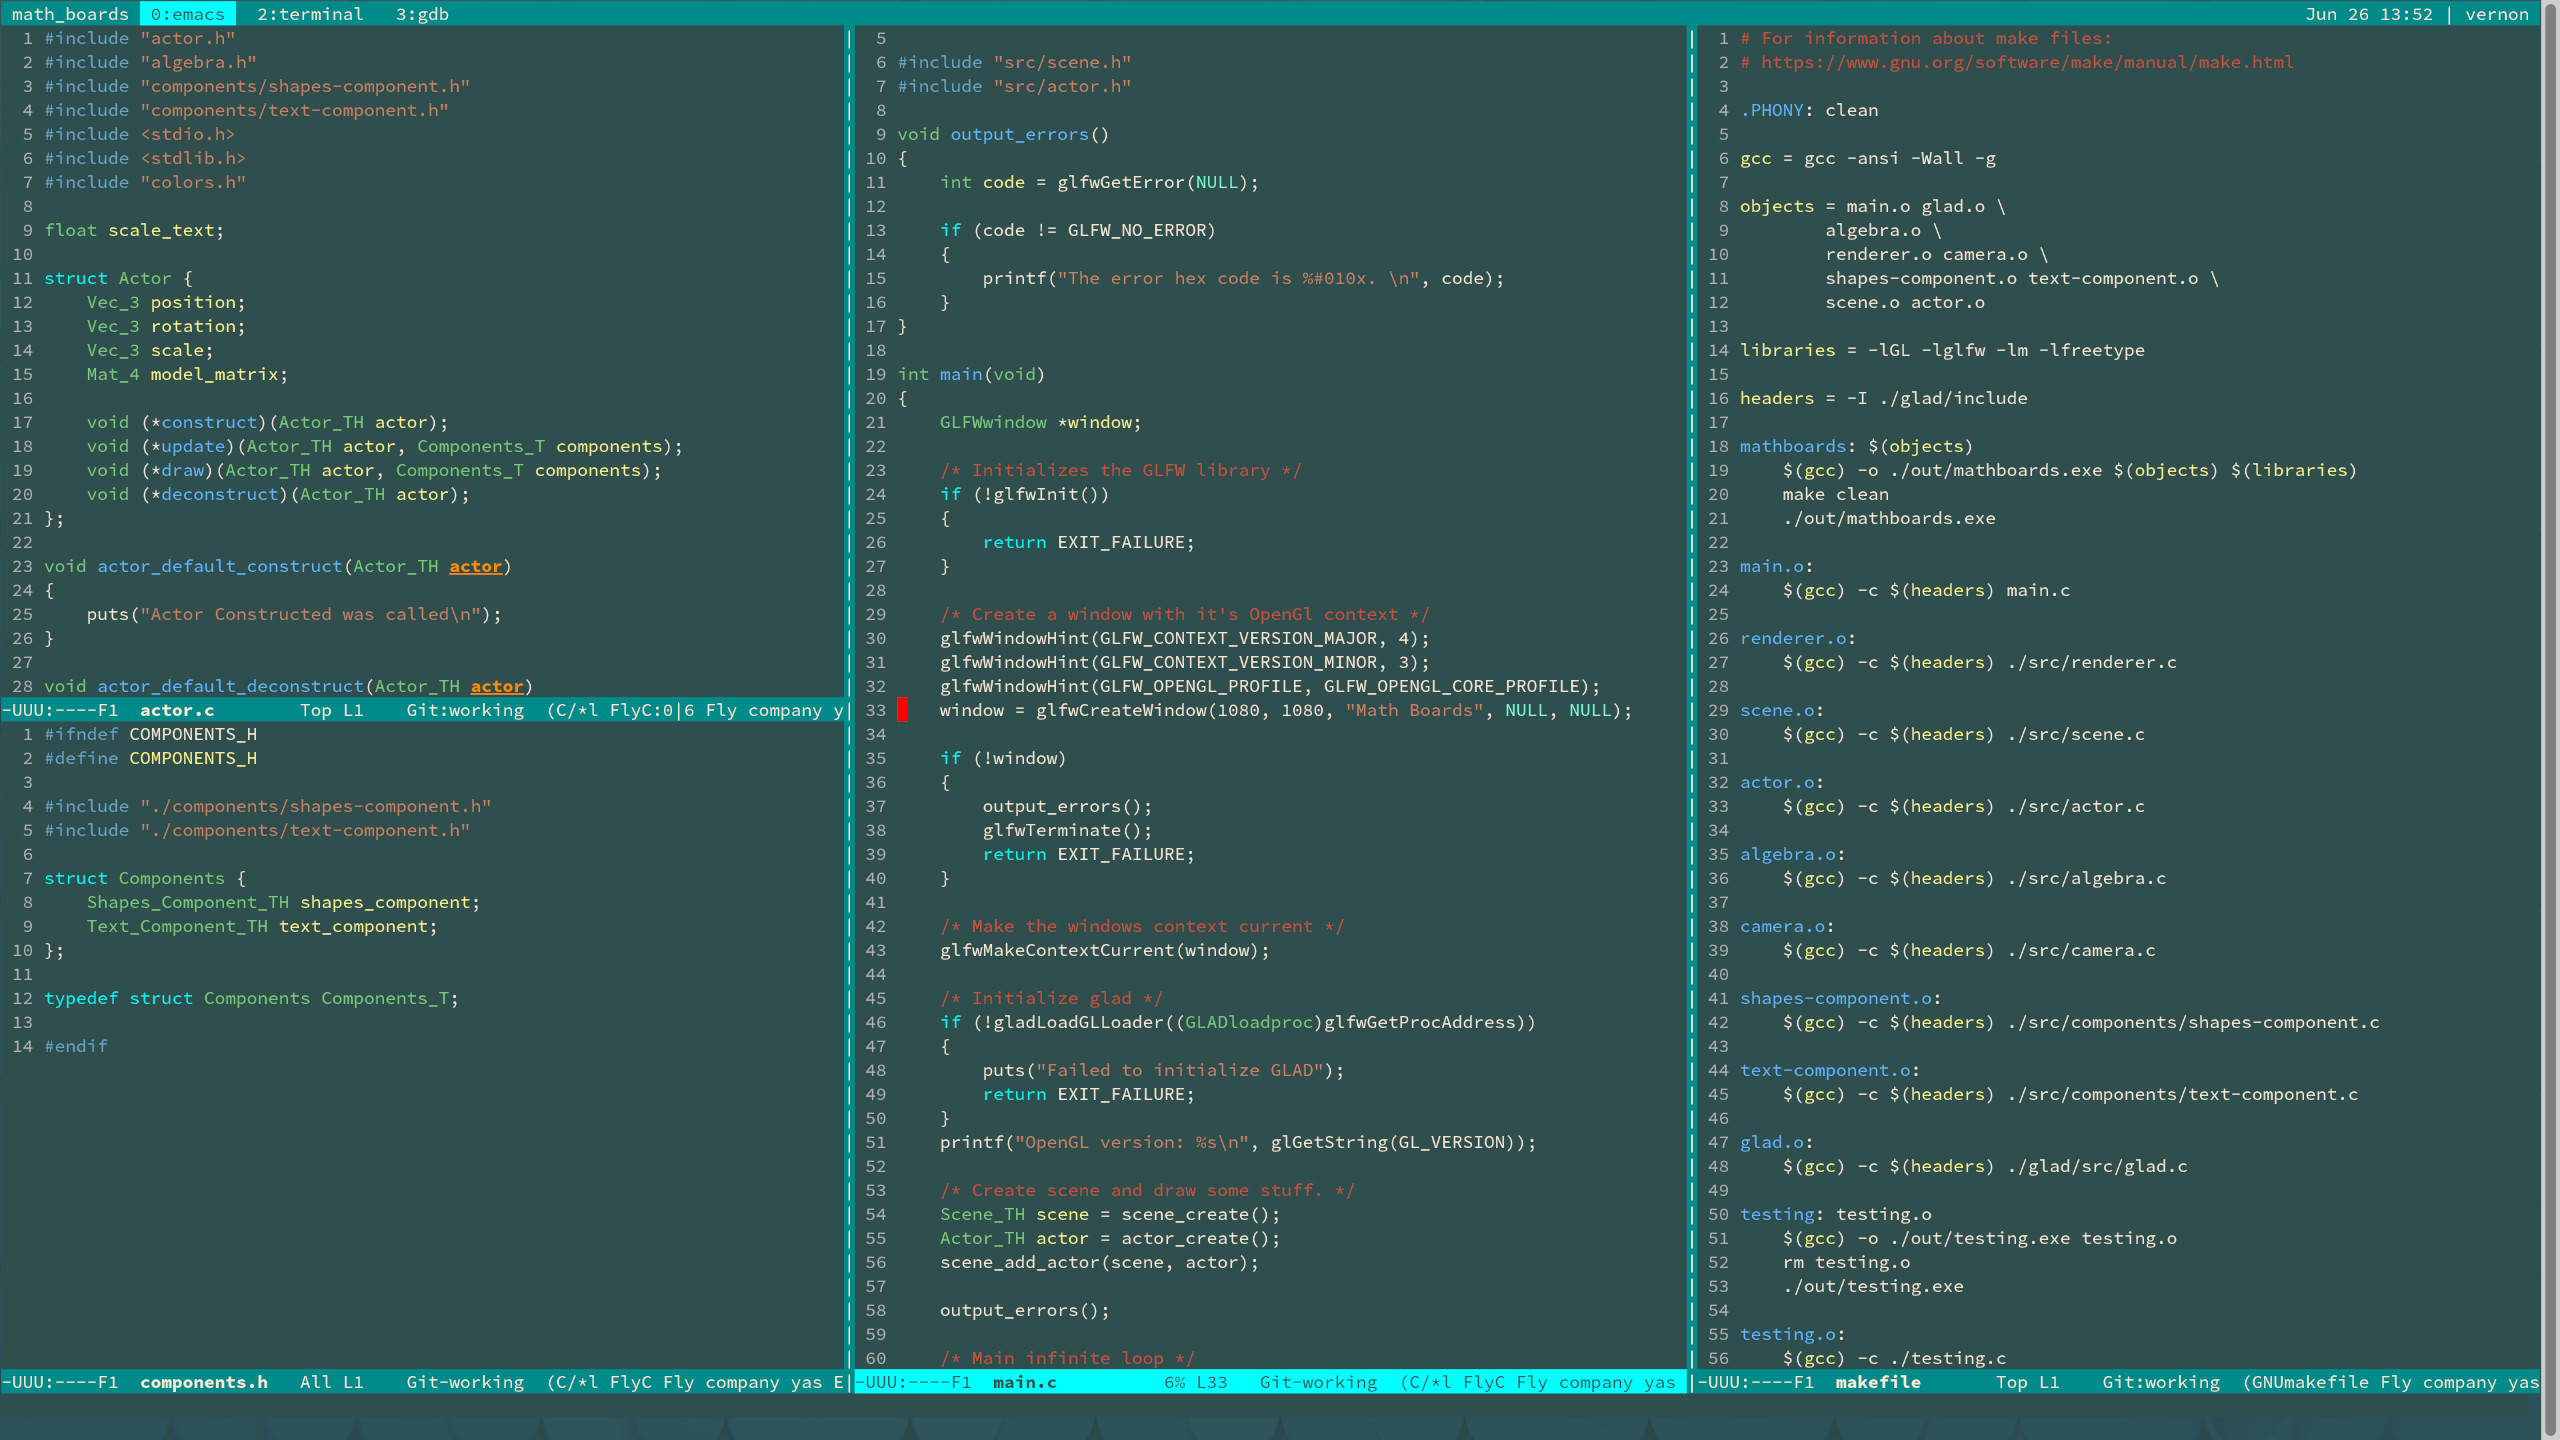 math_boards 0:emacs 2:terminal 3:gdb Jun 26 13:52 | vernon
1 #include "actor.h"
2 #include "algebra.h"
3 #include "components/shapes-component.h"
4 #include "components/text-component.h"
5 #include <stdio.h>
6 #include <stdlib.h>
7 #include "colors.h"
8
9 float scale_text;
10
11 struct Actor {
12     Vec_3 position;
13     Vec_3 rotation;
14     Vec_3 scale;
15     Mat_4 model_matrix;
16
17     void (*construct)(Actor_TH actor);
18     void (*update)(Actor_TH actor, Components_T components);
19     void (*draw)(Actor_TH actor, Components_T components);
20     void (*deconstruct)(Actor_TH actor);
21 };
22
23 void actor_default_construct(Actor_TH actor)
24 {
25     puts("Actor Constructed was called\n");
26 }
27
28 void actor_default_deconstruct(Actor_TH actor)
-UUU:----F1  actor.c        Top L1    Git:working  (C/*l FlyC:0|6 Fly company y
1 #ifndef COMPONENTS_H
2 #define COMPONENTS_H
3
4 #include "./components/shapes-component.h"
5 #include "./components/text-component.h"
6
7 struct Components {
8     Shapes_Component_TH shapes_component;
9     Text_Component_TH text_component;
10 };
11
12 typedef struct Components Components_T;
13
14 #endif
-UUU:----F1  components.h   All L1    Git-working  (C/*l FlyC Fly company yas E
5
6 #include "src/scene.h"
7 #include "src/actor.h"
8
9 void output_errors()
10 {
11     int code = glfwGetError(NULL);
12
13     if (code != GLFW_NO_ERROR)
14     {
15         printf("The error hex code is %#010x. \n", code);
16     }
17 }
18
19 int main(void)
20 {
21     GLFWwindow *window;
22
23     /* Initializes the GLFW library */
24     if (!glfwInit())
25     {
26         return EXIT_FAILURE;
27     }
28
29     /* Create a window with it's OpenGl context */
30     glfwWindowHint(GLFW_CONTEXT_VERSION_MAJOR, 4);
31     glfwWindowHint(GLFW_CONTEXT_VERSION_MINOR, 3);
32     glfwWindowHint(GLFW_OPENGL_PROFILE, GLFW_OPENGL_CORE_PROFILE);
33     window = glfwCreateWindow(1080, 1080, "Math Boards", NULL, NULL);
34
35     if (!window)
36     {
37         output_errors();
38         glfwTerminate();
39         return EXIT_FAILURE;
40     }
41
42     /* Make the windows context current */
43     glfwMakeContextCurrent(window);
44
45     /* Initialize glad */
46     if (!gladLoadGLLoader((GLADloadproc)glfwGetProcAddress))
47     {
48         puts("Failed to initialize GLAD");
49         return EXIT_FAILURE;
50     }
51     printf("OpenGL version: %s\n", glGetString(GL_VERSION));
52
53     /* Create scene and draw some stuff. */
54     Scene_TH scene = scene_create();
55     Actor_TH actor = actor_create();
56     scene_add_actor(scene, actor);
57
58     output_errors();
59
60     /* Main infinite loop */
-UUU:----F1  main.c          6% L33   Git-working  (C/*l FlyC Fly company yas
1 # For information about make files:
2 # https://www.gnu.org/software/make/manual/make.html
3
4 .PHONY: clean
5
6 gcc = gcc -ansi -Wall -g
7
8 objects = main.o glad.o \
9         algebra.o \
10         renderer.o camera.o \
11         shapes-component.o text-component.o \
12         scene.o actor.o
13
14 libraries = -lGL -lglfw -lm -lfreetype
15
16 headers = -I ./glad/include
17
18 mathboards: $(objects)
19     $(gcc) -o ./out/mathboards.exe $(objects) $(libraries)
20     make clean
21     ./out/mathboards.exe
22
23 main.o:
24     $(gcc) -c $(headers) main.c
25
26 renderer.o:
27     $(gcc) -c $(headers) ./src/renderer.c
28
29 scene.o:
30     $(gcc) -c $(headers) ./src/scene.c
31
32 actor.o:
33     $(gcc) -c $(headers) ./src/actor.c
34
35 algebra.o:
36     $(gcc) -c $(headers) ./src/algebra.c
37
38 camera.o:
39     $(gcc) -c $(headers) ./src/camera.c
40
41 shapes-component.o:
42     $(gcc) -c $(headers) ./src/components/shapes-component.c
43
44 text-component.o:
45     $(gcc) -c $(headers) ./src/components/text-component.c
46
47 glad.o:
48     $(gcc) -c $(headers) ./glad/src/glad.c
49
50 testing: testing.o
51     $(gcc) -o ./out/testing.exe testing.o
52     rm testing.o
53     ./out/testing.exe
54
55 testing.o:
56     $(gcc) -c ./testing.c
-UUU:----F1  makefile       Top L1    Git:working  (GNUmakefile Fly company yas